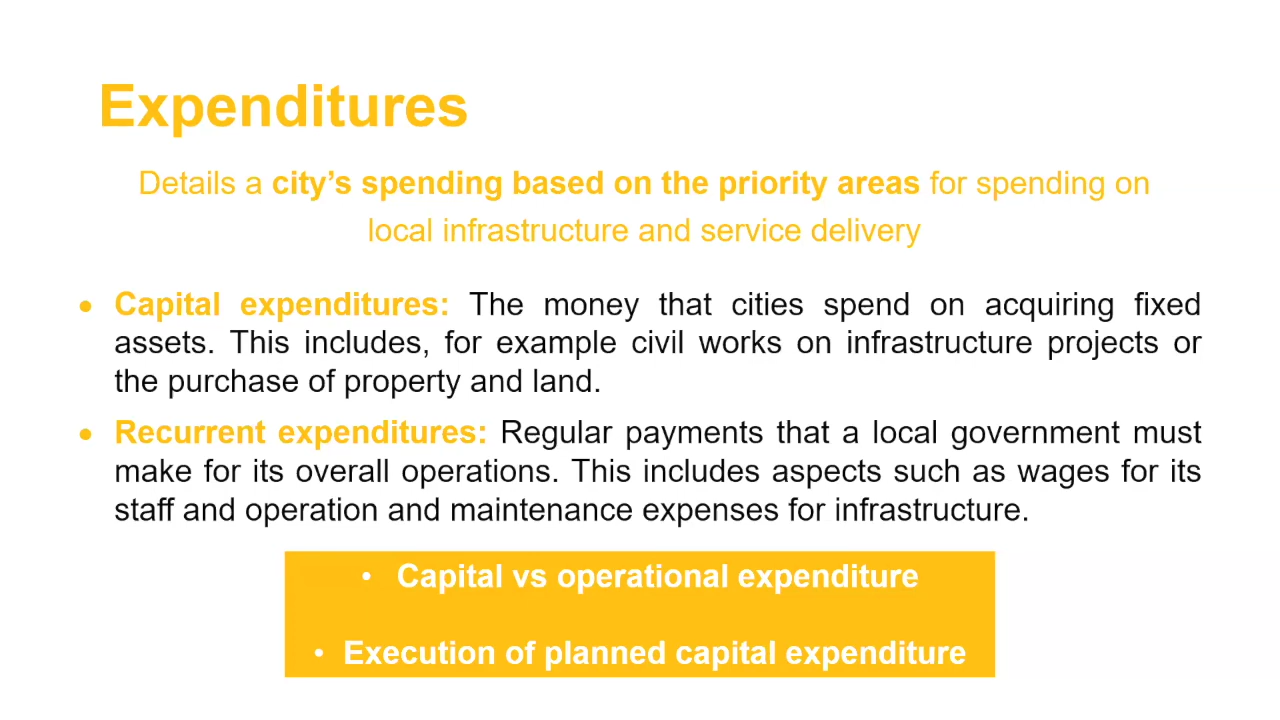 Expenditures
Details a city’s spending based on the priority areas for spending on
local infrastructure and service delivery
• Capital expenditures: The money that cities spend on acquiring fixed
assets. This includes, for example civil works on infrastructure projects or
the purchase of property and land.
• Recurrent expenditures: Regular payments that a local government must
make for its overall operations. This includes aspects such as wages for its
staff and operation and maintenance expenses for infrastructure.
• Capital vs operational expenditure
• Execution of planned capital expenditure